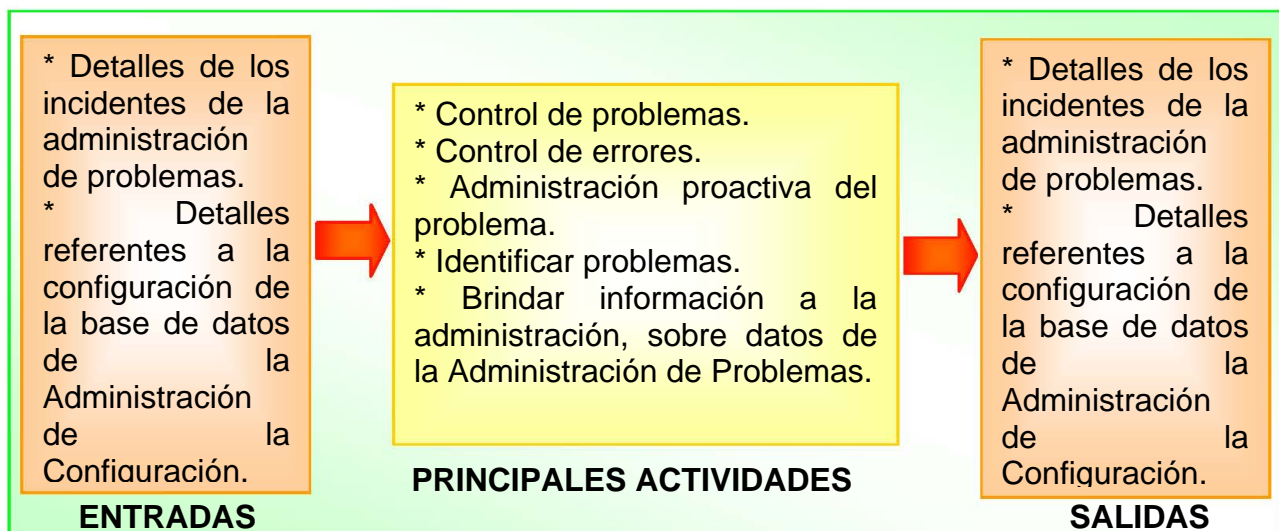 * Detalles de los
incidentes de la
administración
de problemas.
* Detalles
referentes a la
configuración de
la base de datos
de la
Administración
de la
Configuración.
ENTRADAS
* Control de problemas.
* Control de errores.
* Administración proactiva del
problema.
* Identificar problemas.
* Brindar información a la
administración, sobre datos de
la Administración de Problemas.
PRINCIPALES ACTIVIDADES
* Detalles de los
incidentes de la
administración
de problemas.
* Detalles
referentes a la
configuración de
la base de datos
de la
Administración
de la
Configuración.
SALIDAS